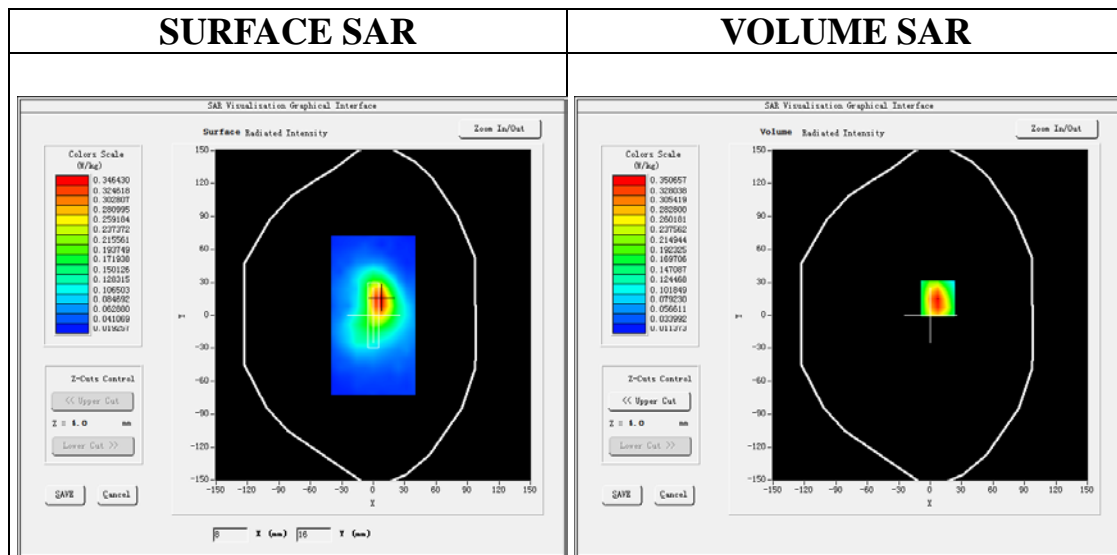 SURFACE SAR
VOLUME SAR
SAR Visualisation Graphical Interface
Surface Radiated Intensity
Zoom In/Out
Colors Scale
(W/kg)
0.346430
0.324618
0.302807
0.280995
0.259184
0.237372
0.215561
0.193749
0.171938
0.150126
0.128315
0.106503
0.084692
0.062880
0.041069
0.019257
150
120
90
60
30
0
-30
-60
-90
-120
-150
Y
-150 -120 -90 -60 -30 0 30 60 90 120 150
X
Z-Cuts Control
<< Upper Cut
Z = mm
Lower Cut >>
SAVE Cancel
8 X (mm) 16 Y (mm)
SAR Visualisation Graphical Interface
Volume Radiated Intensity
Zoom In/Out
Colors Scale
(W/kg)
0.350657
0.328038
0.305419
0.282800
0.260181
0.237562
0.214944
0.192325
0.169706
0.147087
0.124468
0.101849
0.079230
0.056611
0.033992
0.011373
150
120
90
60
30
0
-30
-60
-90
-120
-150
Y
-150 -120 -90 -60 -30 0 30 60 90 120 150
X
Z-Cuts Control
<< Upper Cut
Z = mm
Lower Cut >>
SAVE Cancel